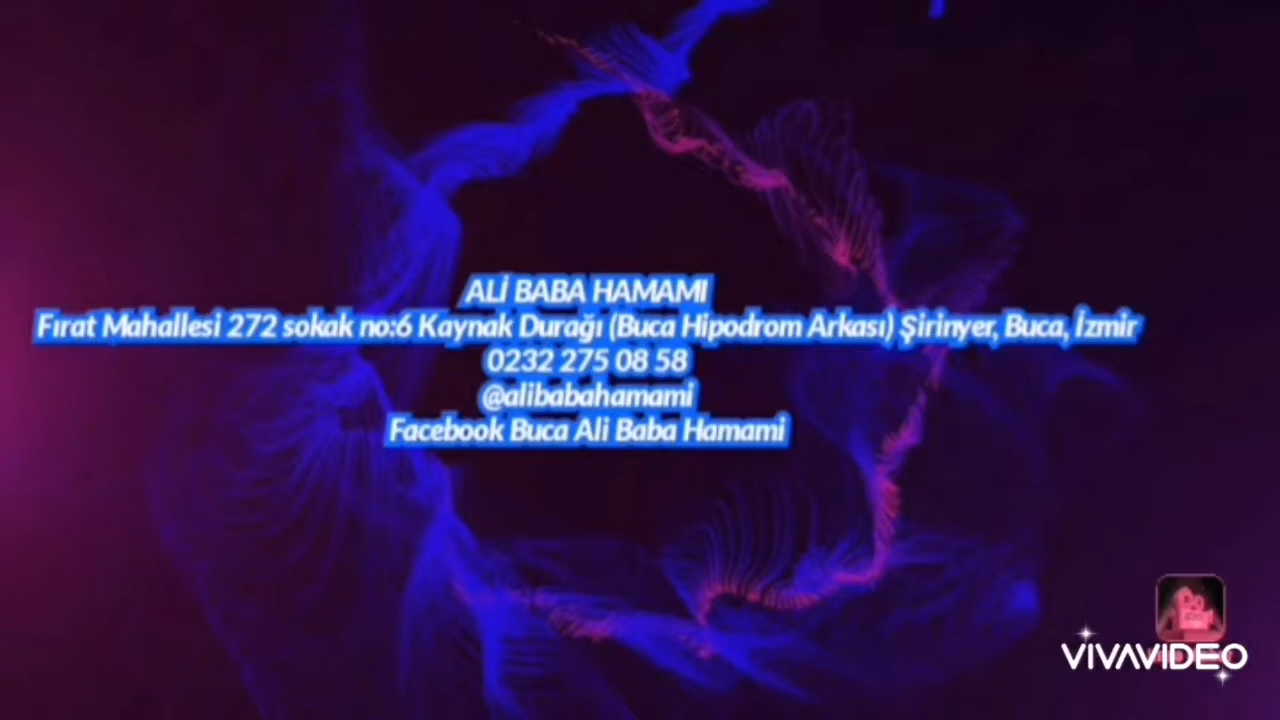 ALİ BABA HAMAMI
Fırat Mahallesi 272 sokak no:6 Kaynak Durağı (Buca Hipodrom Arkası) Şirinyer, Buca, İzmir
0232 275 08 58
@alibabahamami
Facebook Buca Ali Baba Hamami
VIVAVIDEO